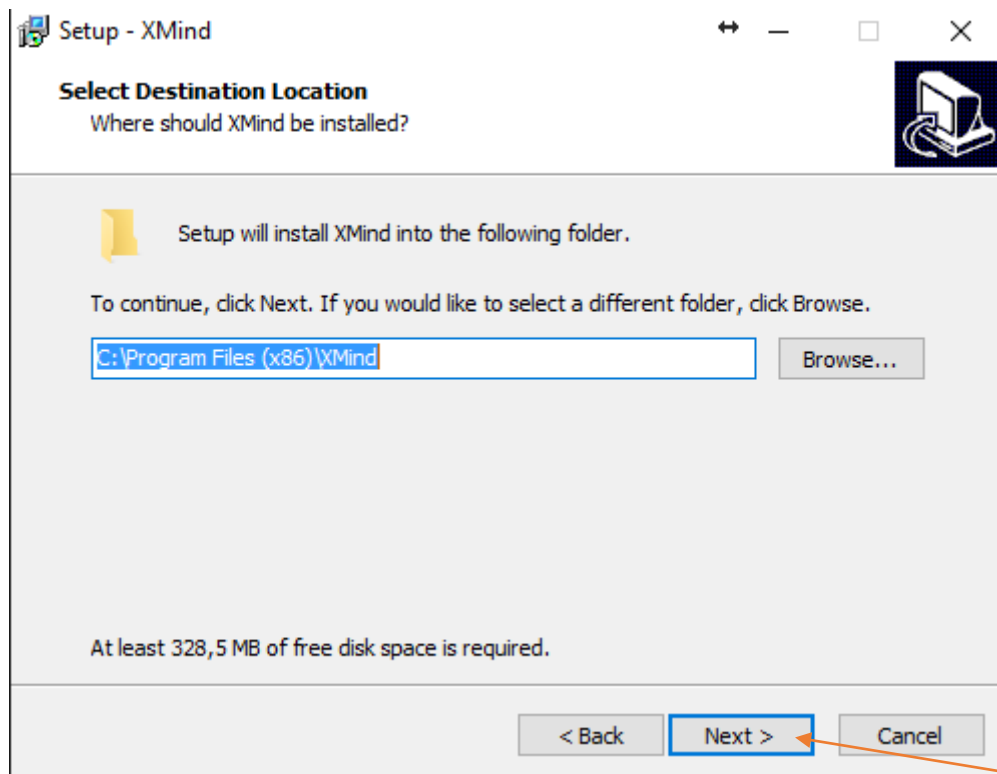 Setup - XMind
Select Destination Location
Where should XMind be installed?
Setup will install XMind into the following folder.
To continue, click Next. If you would like to select a different folder, click Browse.
C:\Program Files (x86)\XMind
Browse...
At least 328,5 MB of free disk space is required.
< Back
Next >
Cancel